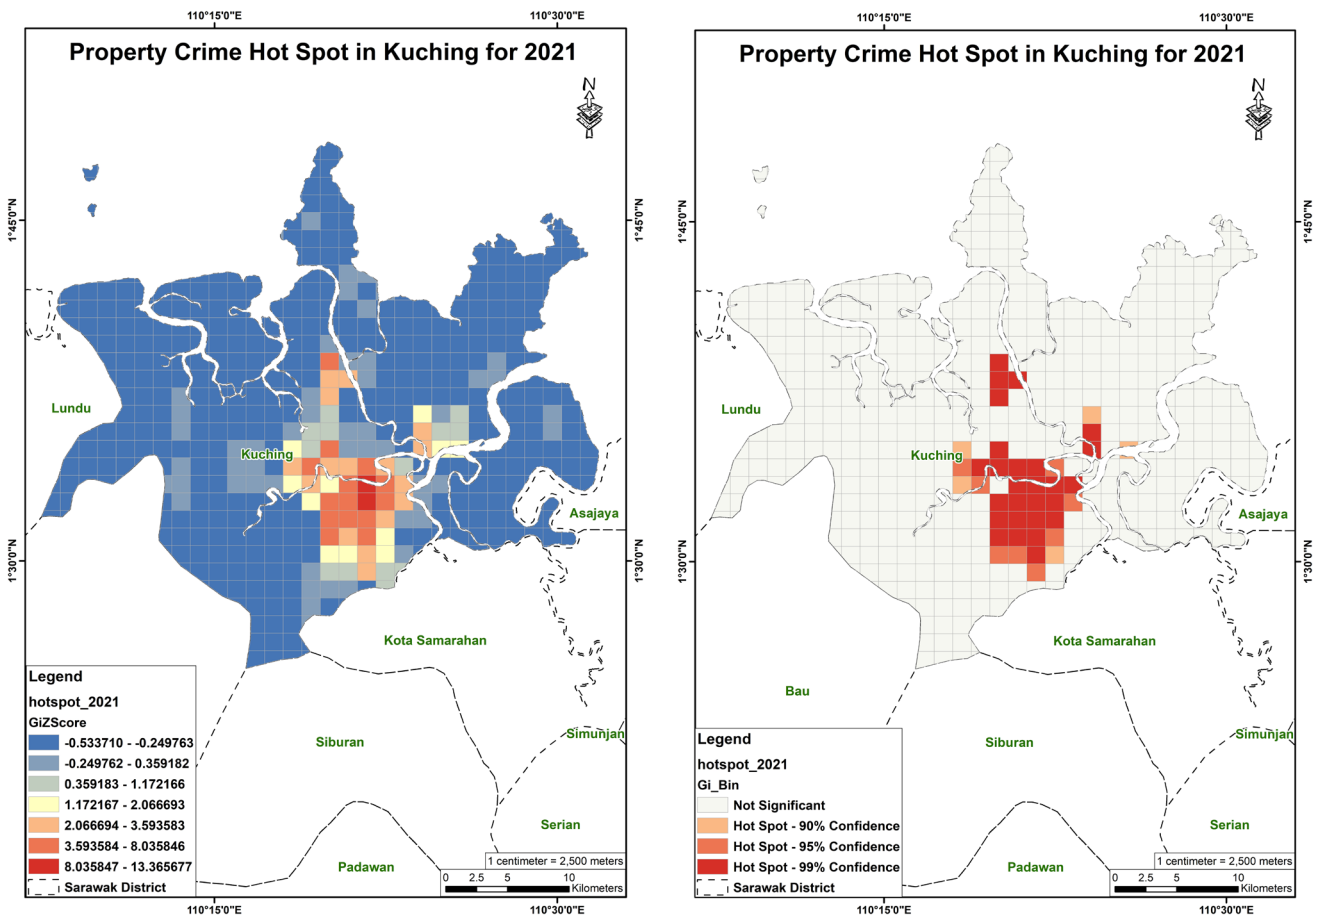 110°15'0"E
110°30'0"E
Property Crime Hot Spot in Kuching for 2021
N
1°45'0"N
1°45'0"N
Lundu
Kuching
Asajaya
1°30'0"N
1°30'0"N
Kota Samarahan
Siburan
Simunjan
Serian
Padawan
Legend
hotspot_2021
GiZScore
-0.533710 - -0.249763
-0.249762 - 0.359182
0.359183 - 1.172166
1.172167 - 2.066693
2.066694 - 3.593583
3.593584 - 8.035846
8.035847 - 13.365677
Sarawak District
1 centimeter = 2,500 meters
0 2.5 5 10
Kilometers
110°15'0"E
110°30'0"E
110°15'0"E
110°30'0"E
Property Crime Hot Spot in Kuching for 2021
N
1°45'0"N
1°45'0"N
Lundu
Kuching
Asajaya
1°30'0"N
1°30'0"N
Kota Samarahan
Bau
Siburan
Simunjan
Serian
Padawan
Legend
hotspot_2021
Gi_Bin
Not Significant
Hot Spot - 90% Confidence
Hot Spot - 95% Confidence
Hot Spot - 99% Confidence
Sarawak District
1 centimeter = 2,500 meters
0 2.5 5 10
Kilometers
110°15'0"E
110°30'0"E